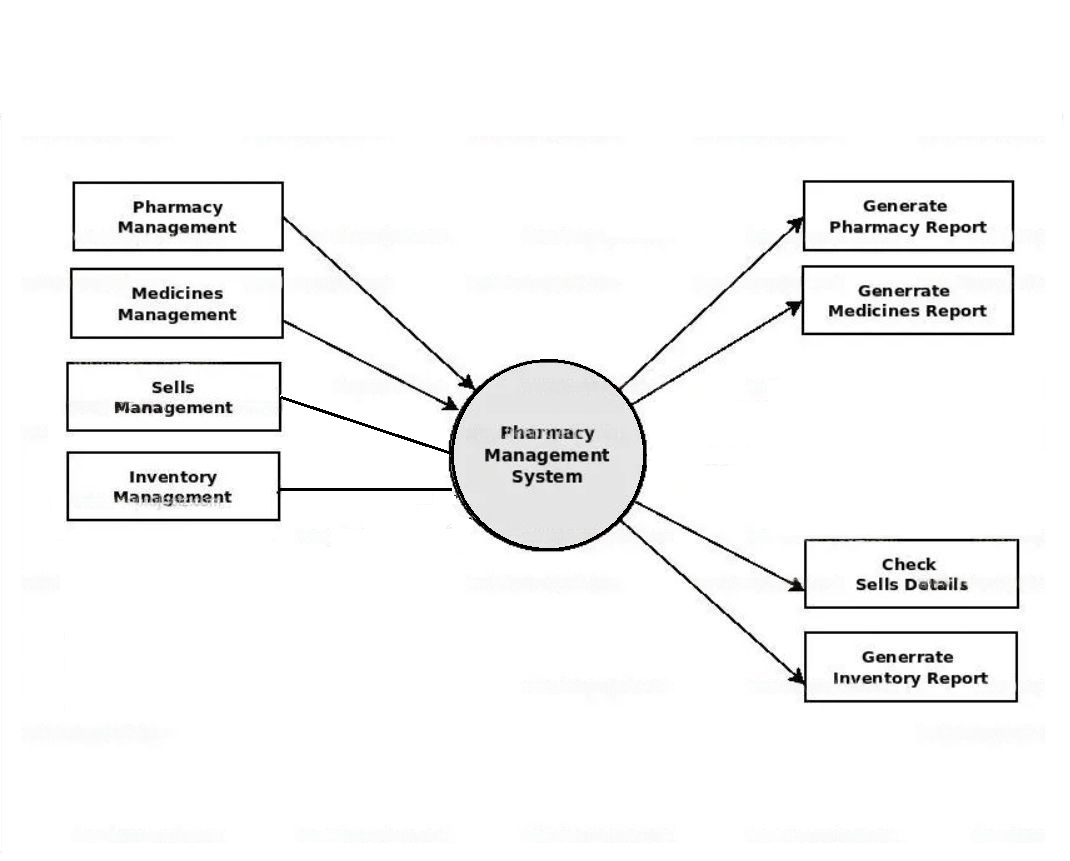 Pharmacy
Management
Medicines
Management
Sells
Management
Inventory
Management
Pharmacy
Management
System
Generate
Pharmacy Report
Generrate
Medicines Report
Check
Sells Details
Generrate
Inventory Report